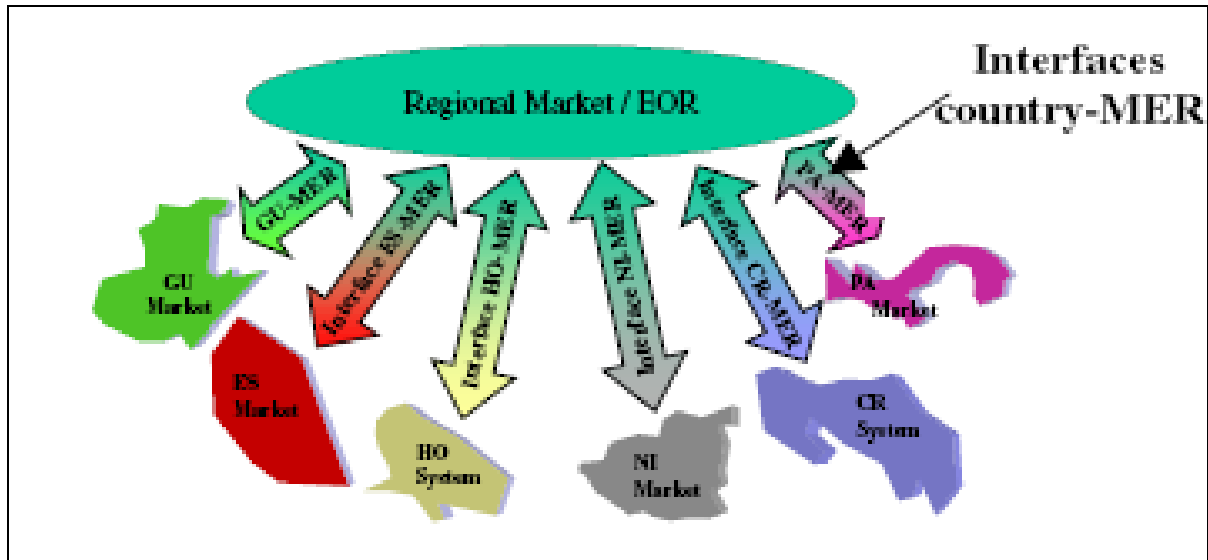 Regional Market / EOR
Interfaces
country-MER
GU-MER
Interface ES-MER
Interface HO-MER
Interface NI-MER
Interface CR-MER
PA-MER
GU
Market
ES
Market
HO
System
NI
Market
CR
System
PA
Market